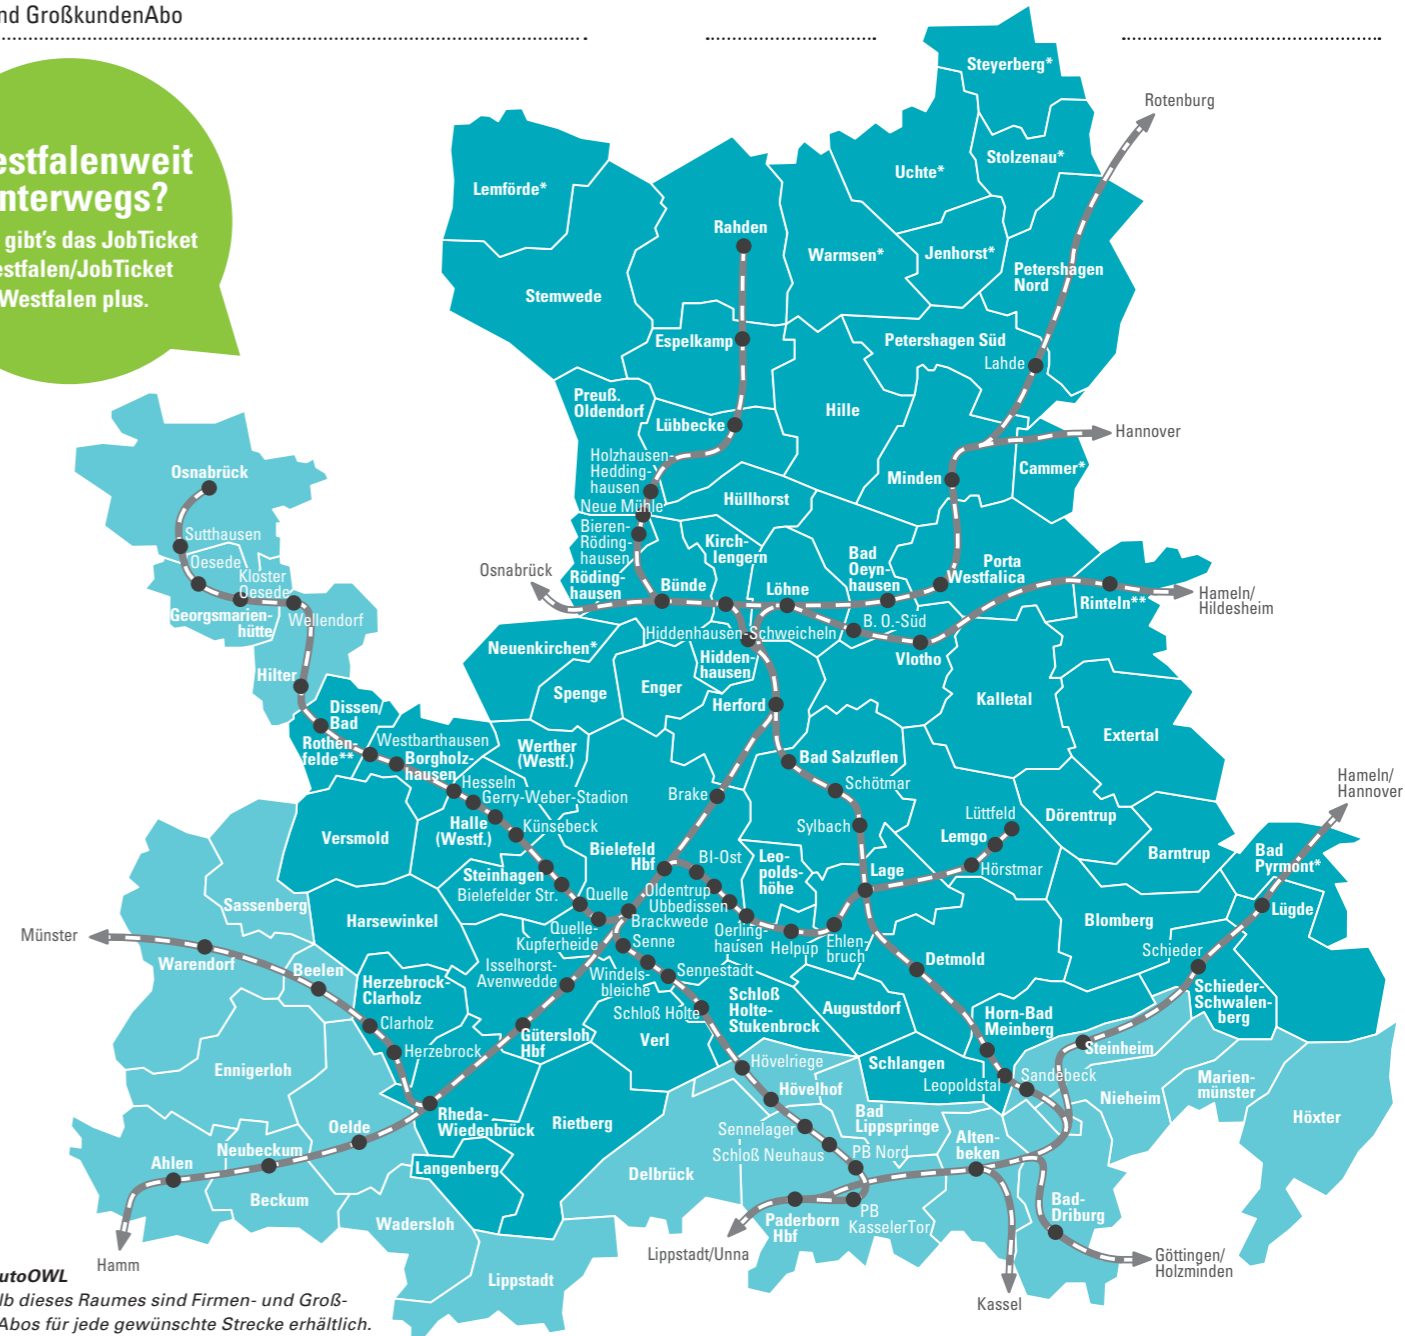 nd GroßkundenAbo
estfalenweit
nterwegs?
gibt's das JobTicket
estfalen/JobTicket
Westfalen plus.
Steyerberg*
Rotenburg
Stolzenau*
Uchte*
Lemförde*
Rahden
Warmsen*
Jenhorst*
Petershagen
Nord
Stemwede
Espelkamp
Petershagen Süd
Lahde
Preuß.
Oldendorf
Hille
Lübbecke
Hannover
Holzhausen-
Hedding-
hausen
Cammer*
Osnabrück
Minden
Hüllhorst
Neue Mühle
Bieren-
Röding-
hausen
Sutthausen
Kirch-
lengern
Bad
Oeyn-
hausen
Porta
Westfalica
Oesede
Kloster
Oesede
Osnabrück
Röding-
hausen
Bünde
Löhne
Rinteln**
Hameln/
Hildesheim
Georgsmarien-
hütte
Wellendorf
Hiddenhausen-Schweicheln
B. O.-Süd
Neuenkirchen*
Hidden-
hausen
Vlotho
Hilter
Spenge
Enger
Herford
Kalletal
Dissen/
Bad
Rothen-
felde**
Extertal
Westbarthausen
Borgholz-
hausen
Werther
(Westf.)
Bad Salzuflen
Hesseln
Gerry-Weber-Stadion
Brake
Schötmar
Hameln/
Hannover
Versmold
Halle
(Westf.)
Künsebeck
Sylbach
Lüttfeld
Lemgo
Dörentrup
Bielefeld
Hbf
BI-Ost
Leo-
polds-
höhe
Lage
Hörstmar
Barntrup
Bad
Pyrmont*
Steinhagen
Bielefelder Str.
Quelle
Oldentrup
Ubbedissen
Sassenberg
Harsewinkel
Brackwede
Lügde
Blomberg
Quelle-
Kupferheide
Oerling-
hausen
Helpup
Ehlen-
bruch
Münster
Senne
Warendorf
Beelen
Isselhorst-
Avenwedde
Windels-
bleiche
Sennestadt
Detmold
Schieder
Herzebrock-
Clarholz
Schloß
Holte-
Stukenbrock
Augustdorf
Schieder-
Schwalen-
berg
Schloß Holte
Horn-Bad
Meinberg
Clarholz
Gütersloh
Hbf
Verl
Herzebrock
Steinheim
Ennigerloh
Hövelriege
Schlangen
Sandebeck
Leopoldstal
Marien-
münster
Hövelhof
Nieheim
Rheda-
Wiedenbrück
Rietberg
Bad
Lippspringe
Höxter
Oelde
Sennelager
Alten-
beken
Neubeckum
Schloß Neuhaus
PB Nord
Ahlen
Langenberg
Delbrück
Beckum
Bad-
Driburg
Wadersloh
Paderborn
Hbf
PB
KasselerTor
Lippstadt/Unna
Göttingen/
Holzminden
Hamm
Lippstadt
Kassel
utoOWL
lb dieses Raumes sind Firmen- und Groß-
Abos für jede gewünschte Strecke erhältlich.